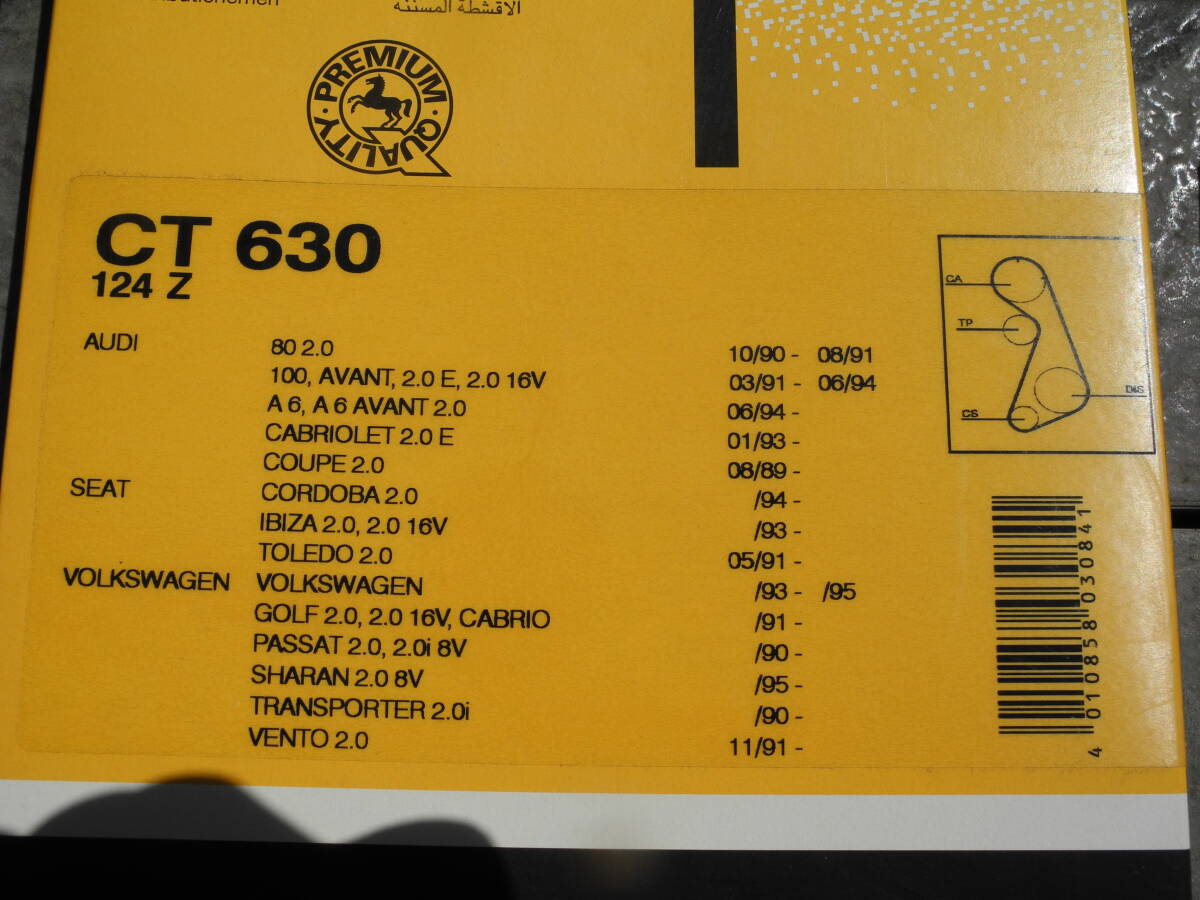 الاقشطة المسننه
PREMIUM · QUALITY ·
CT 630
124 Z
AUDI 80 2.0 10/90 - 08/91
100, AVANT, 2.0 E, 2.0 16V 03/91 - 06/94
A 6, A 6 AVANT 2.0 06/94 -
CABRIOLET 2.0 E 01/93 -
COUPE 2.0 08/89 -
SEAT CORDOBA 2.0 /94 -
IBIZA 2.0, 2.0 16V /93 -
TOLEDO 2.0 05/91 -
VOLKSWAGEN VOLKSWAGEN /93 - /95
GOLF 2.0, 2.0 16V, CABRIO /91 -
PASSAT 2.0, 2.0i 8V /90 -
SHARAN 2.0 8V /95 -
TRANSPORTER 2.0i /90 -
VENTO 2.0 11/91 -
CA
TP
DIS
CS
4 010858 030841